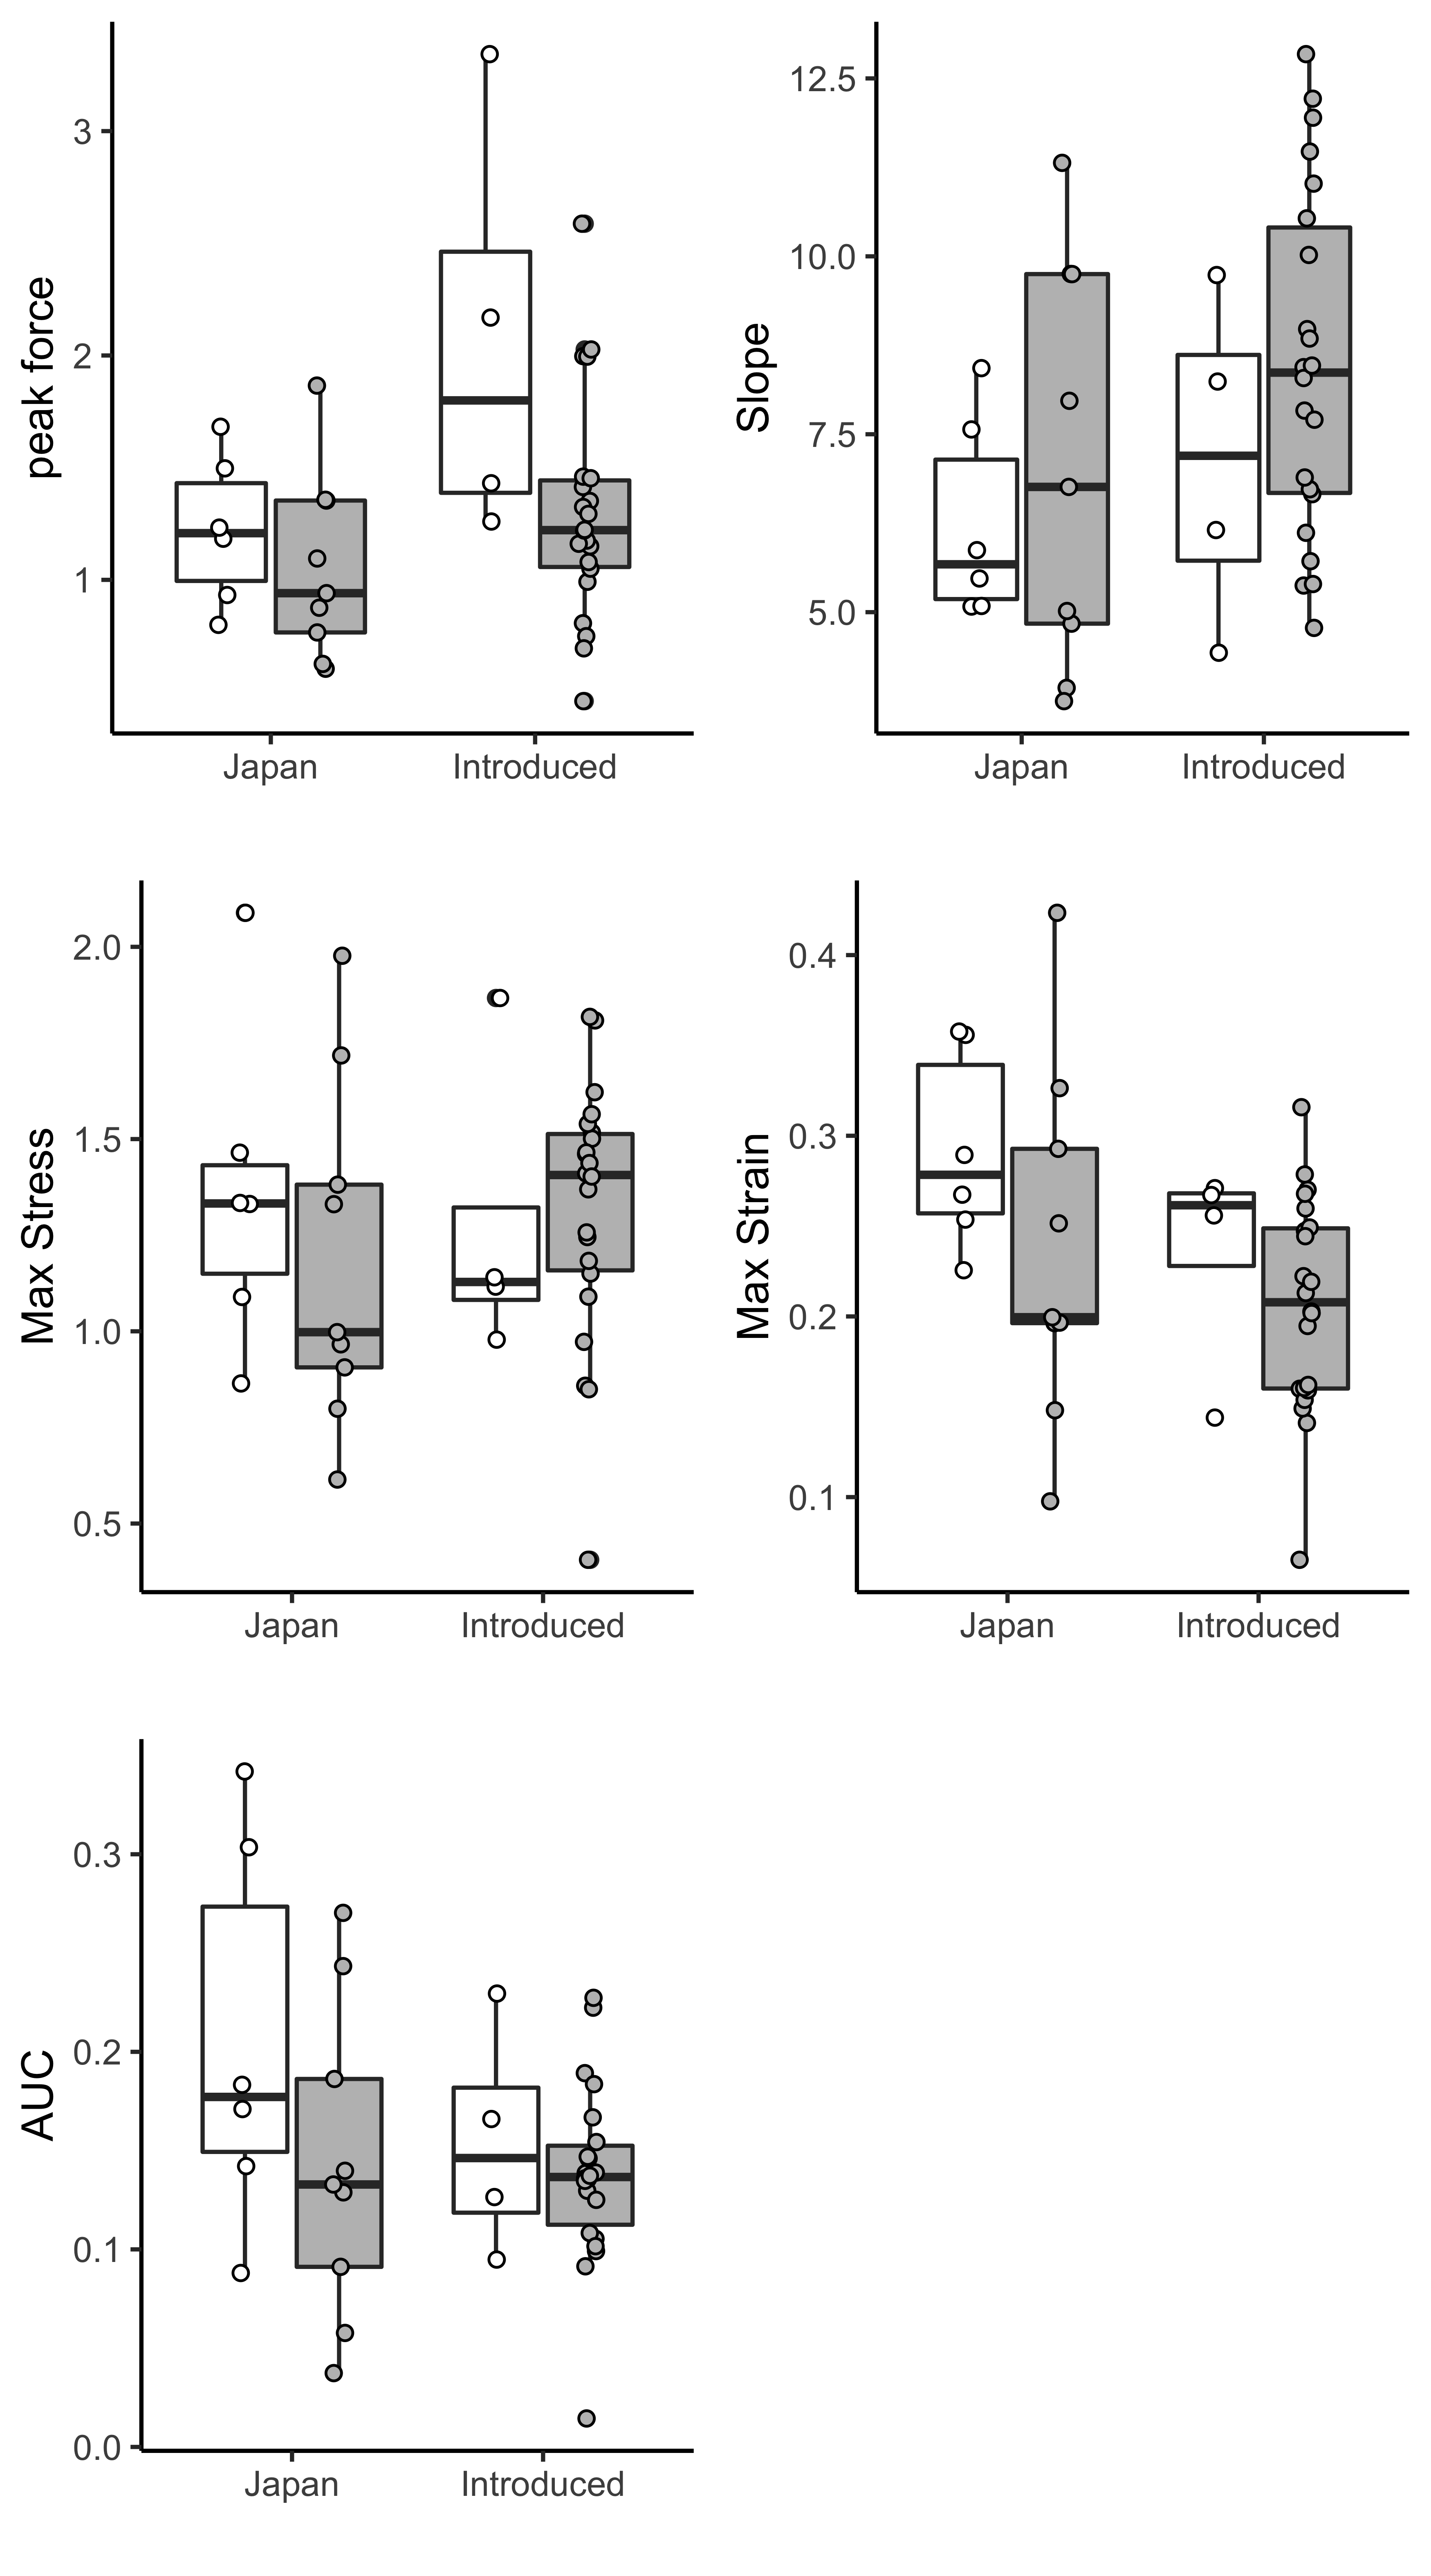 peak force
3
2
1
Japan Introduced
Slope
12.5
10.0
7.5
5.0
Japan Introduced
Max Stress
2.0
1.5
1.0
0.5
Japan Introduced
Max Strain
0.4
0.3
0.2
0.1
Japan Introduced
AUC
0.3
0.2
0.1
0.0
Japan Introduced